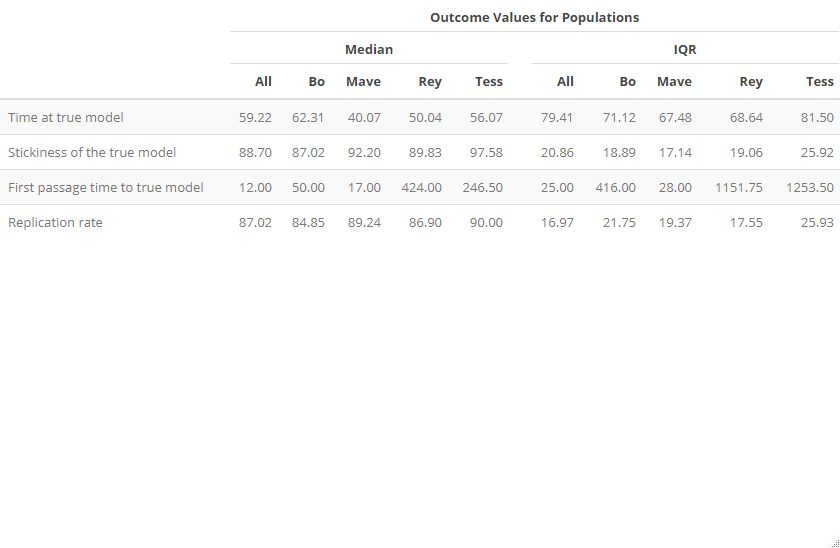 Outcome Values for Populations
Median IQR
All Bo Mave Rey Tess All Bo Mave Rey Tess
Time at true model 59.22 62.31 40.07 50.04 56.07 79.41 71.12 67.48 68.64 81.50
Stickiness of the true model 88.70 87.02 92.20 89.83 97.58 20.86 18.89 17.14 19.06 25.92
First passage time to true model 12.00 50.00 17.00 424.00 246.50 25.00 416.00 28.00 1151.75 1253.50
Replication rate 87.02 84.85 89.24 86.90 90.00 16.97 21.75 19.37 17.55 25.93